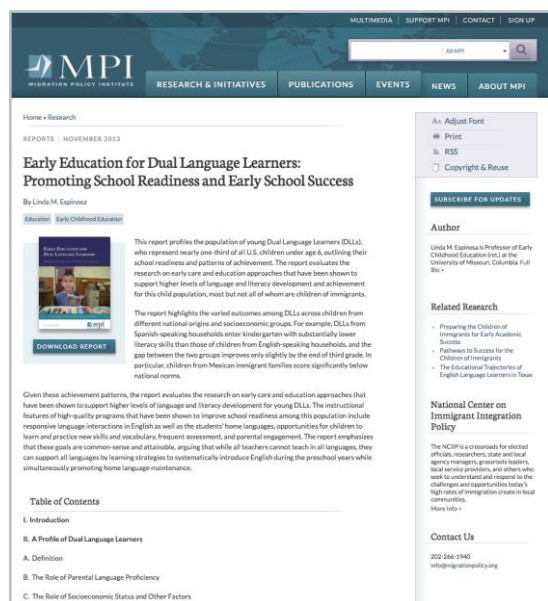 MULTIMEDIA | SUPPORT MPI | CONTACT | SIGN UP
All MPI
MPI
MIGRATION POLICY INSTITUTE
RESEARCH & INITIATIVES
PUBLICATIONS
EVENTS
NEWS
ABOUT MPI
Home • Research
REPORTS | NOVEMBER 2013
Early Education for Dual Language Learners:
Promoting School Readiness and Early School Success
By Linda M. Espinosa
Education
Early Childhood Education
EARLY EDUCATION FOR
DUAL LANGUAGE LEARNERS
mpi
DOWNLOAD REPORT
This report profiles the population of young Dual Language Learners (DLLs),
who represent nearly one-third of all U.S. children under age 6, outlining their
school readiness and patterns of achievement. The report evaluates the
research on early care and education approaches that have been shown to
support higher levels of language and literacy development and achievement
for this child population, most but not all of whom are children of immigrants.
The report highlights the varied outcomes among DLLs across children from
different national origins and socioeconomic groups. For example, DLLs from
Spanish-speaking households enter kindergarten with substantially lower
literacy skills than those of children from English-speaking households, and the
gap between the two groups improves only slightly by the end of third grade. In
particular, children from Mexican immigrant families score significantly below
national norms.
Given these achievement patterns, the report evaluates the research on early care and education approaches that
have been shown to support higher levels of language and literacy development for young DLLs. The instructional
features of high-quality programs that have been shown to improve school readiness among this population include
responsive language interactions in English as well as the students' home languages, opportunities for children to
learn and practice new skills and vocabulary, frequent assessment, and parental engagement. The report emphasizes
that these goals are common-sense and attainable, arguing that while all teachers cannot teach in all languages, they
can support all languages by learning strategies to systematically introduce English during the preschool years while
simultaneously promoting home language maintenance.
Table of Contents
I. Introduction
II. A Profile of Dual Language Learners
A. Definition
B. The Role of Parental Language Proficiency
C. The Role of Socioeconomic Status and Other Factors
AA Adjust Font
Print
RSS
Copyright & Reuse
SUBSCRIBE FOR UPDATES
Author
Linda M. Espinosa is Professor of Early
Childhood Education (ret.) at the
University of Missouri, Columbia. Full
Bio >
Related Research
Preparing the Children of
Immigrants for Early Academic
Success
Pathways to Success for the
Children of Immigrants
The Educational Trajectories of
English Language Learners in Texas
National Center on
Immigrant Integration
Policy
The NCIIP is a crossroads for elected
officials, researchers, state and local
agency managers, grassroots leaders,
local service providers, and others who
seek to understand and respond to the
challenges and opportunities today's
high rates of immigration create in local
communities.
More Info >
Contact Us
202-266-1940
info@migrationpolicy.org